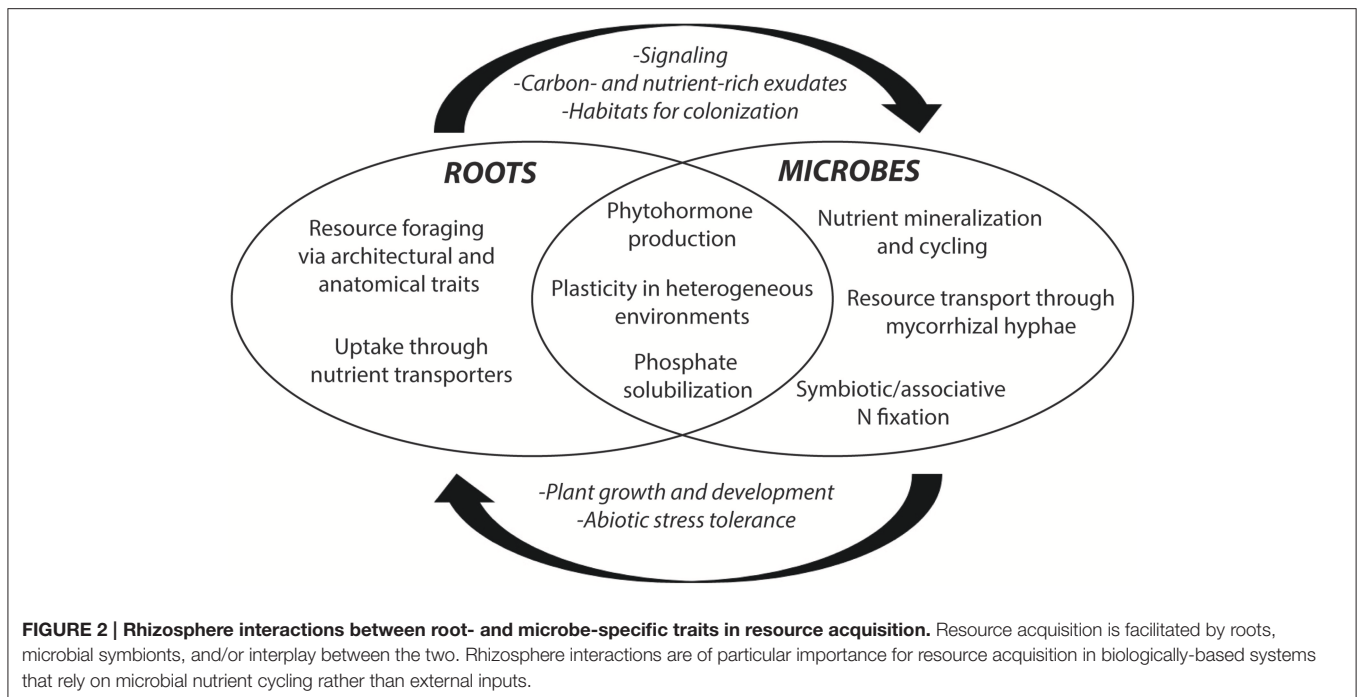 -Signaling
-Carbon- and nutrient-rich exudates
-Habitats for colonization
ROOTS
MICROBES
Resource foraging
via architectural and
anatomical traits
Uptake through
nutrient transporters
Phytohormone
production
Plasticity in heterogeneous
environments
Phosphate
solubilization
Nutrient mineralization
and cycling
Resource transport through
mycorrhizal hyphae
Symbiotic/associative
N fixation
-Plant growth and development
-Abiotic stress tolerance
FIGURE 2 | Rhizosphere interactions between root- and microbe-specific traits in resource acquisition. Resource acquisition is facilitated by roots,
microbial symbionts, and/or interplay between the two. Rhizosphere interactions are of particular importance for resource acquisition in biologically-based systems
that rely on microbial nutrient cycling rather than external inputs.